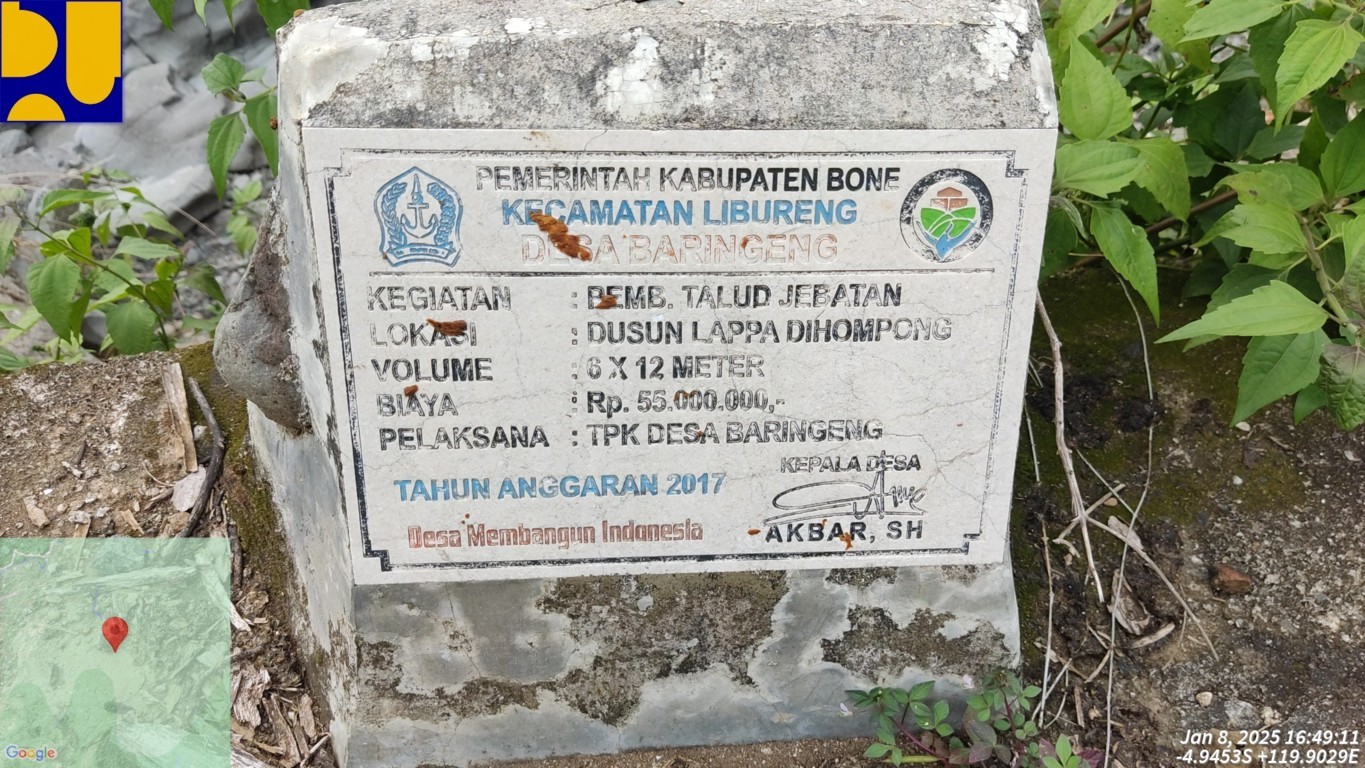 PEMERINTAH KABUPATEN BONE
KECAMATAN LIBURENG
DESA BARINGENG
KEGIATAN : PEMB. TALUD JEBATAN
LOKASI : DUSUN LAPPA DIHOMPONG
VOLUME : 6 X 12 METER
BIAYA : Rp. 55.000.000,-
PELAKSANA : TPK DESA BARINGENG
KEPALA DESA
TAHUN ANGGARAN 2017
Desa Membangun Indonesia
AKBAR, SH
Google
Jan 8, 2025 16:49:11
-4.9453S +119.9029E